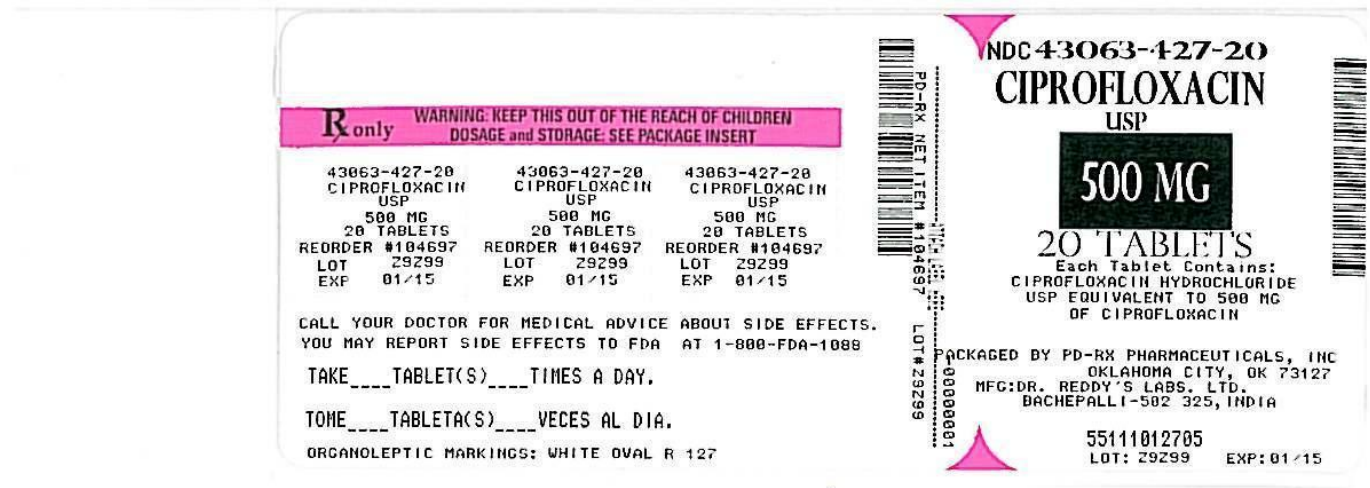 Rx only
WARNING: KEEP THIS OUT OF THE REACH OF CHILDREN
DOSAGE and STORAGE: SEE PACKAGE INSERT
43063-427-20
CIPROFLOXACIN
USP
500 MG
20 TABLETS
REORDER #104697
LOT Z9Z99
EXP 01/15
43063-427-20
CIPROFLOXACIN
USP
500 MG
20 TABLETS
REORDER #104697
LOT Z9Z99
EXP 01/15
43063-427-20
CIPROFLOXACIN
USP
500 MG
20 TABLETS
REORDER #104697
LOT Z9Z99
EXP 01/15
CALL YOUR DOCTOR FOR MEDICAL ADVICE ABOUT SIDE EFFECTS.
YOU MAY REPORT SIDE EFFECTS TO FDA AT 1-800-FDA-1088
TAKE____TABLET(S)____TIMES A DAY.
TOME____TABLETA(S)____VECES AL DIA.
ORGANOLEPTIC MARKINGS: WHITE OVAL R 127
PD-RX NET ITEM #104697 LOT#Z9Z99
NDC 43063-427-20
CIPROFLOXACIN
USP
500 MG
20 TABLETS
Each Tablet Contains:
CIPROFLOXACIN HYDROCHLORIDE
USP EQUIVALENT TO 500 MG
OF CIPROFLOXACIN
PACKAGED BY PD-RX PHARMACEUTICALS, INC
OKLAHOMA CITY, OK 73127
MFG:DR. REDDY'S LABS. LTD.
BACHEPALLI-502 325, INDIA
55111012705
LOT: Z9Z99 EXP:01/15